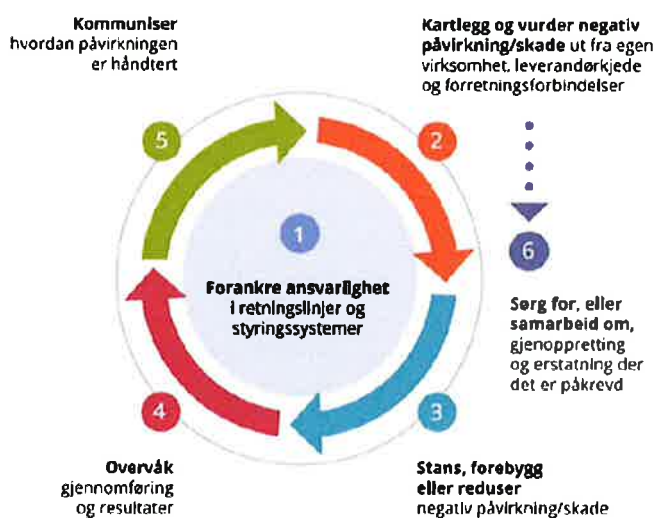 Kommuniser
hvordan påvirkningen
er håndtert
Kartlegg og vurder negativ
påvirkning/skade ut fra egen
virksomhet, leverandørkjede
og forretningsforbindelser
5
2
1
6
Forankre ansvarlighet
i retningslinjer og
styringssystemer
Sørg for, eller
samarbeid om,
gjenoppretting
og erstatning der
det er påkrevd
4
3
Overvåk
gjennomføring
og resultater
Stans, forebygg
eller reduser
negativ påvirkning/skade